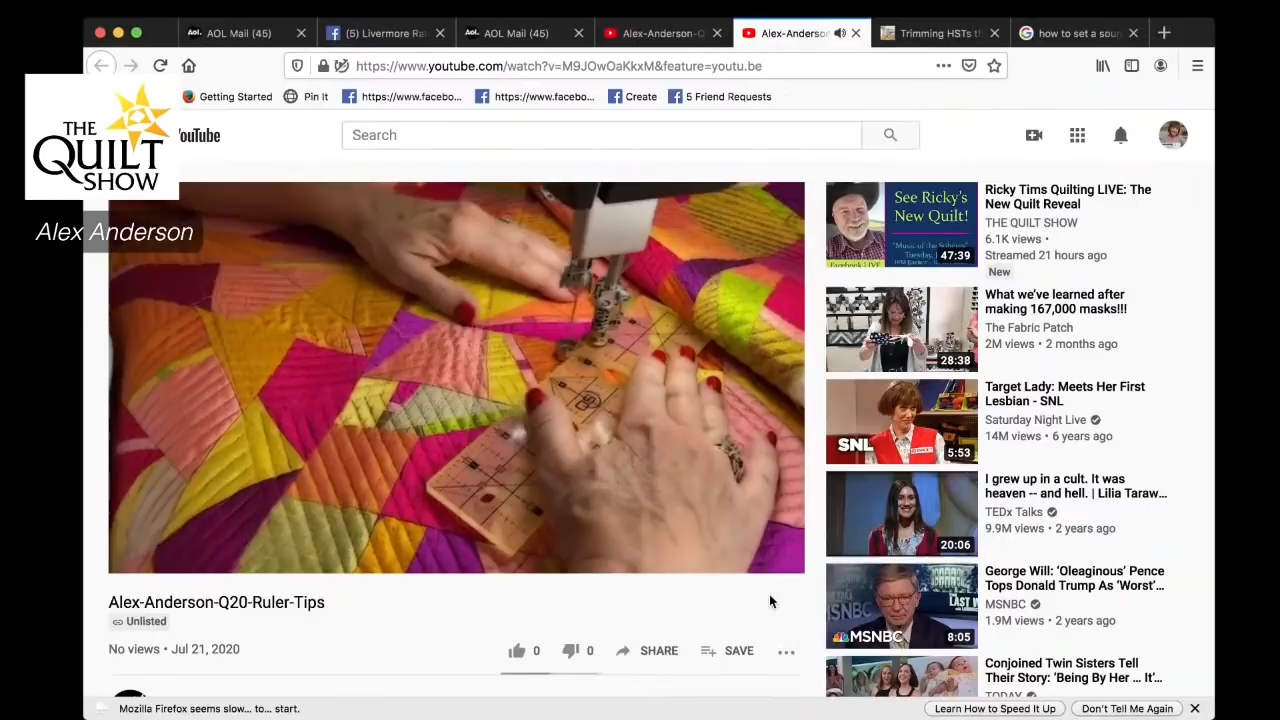 AOL Mail (45)
(5) Livermore Ra
AOL Mail (45)
Alex-Anderson-Q
Alex-Anderson
Trimming HSTs th
how to set a soun
https://www.youtube.com/watch?v=M9JOwOaKkxM&feature=youtu.be
Getting Started
Pin It
https://www.facebo...
https://www.facebo...
Create
5 Friend Requests
THE
QUILT
SHOW
Alex Anderson
YouTube
Search
See Ricky's
New Quilt!
"Music of the Spheres"
Facebook LIVE
47:39
Ricky Tims Quilting LIVE: The
New Quilt Reveal
THE QUILT SHOW
6.1K views •
Streamed 21 hours ago
New
28:38
What we've learned after
making 167,000 masks!!!
The Fabric Patch
2M views • 2 months ago
SNL
5:53
Target Lady: Meets Her First
Lesbian - SNL
Saturday Night Live
14M views • 6 years ago
20:06
I grew up in a cult. It was
heaven -- and hell. | Lilia Taraw...
TEDx Talks
9.9M views • 2 years ago
MSNBC
8:05
George Will: 'Oleaginous' Pence
Tops Donald Trump As 'Worst'...
MSNBC
1.9M views • 2 years ago
Conjoined Twin Sisters Tell
Their Story: 'Being By Her ... It'...
TODAY
Alex-Anderson-Q20-Ruler-Tips
Unlisted
No views • Jul 21, 2020
0
0
SHARE
SAVE
Mozilla Firefox seems slow... to... start.
Learn How to Speed It Up
Don't Tell Me Again